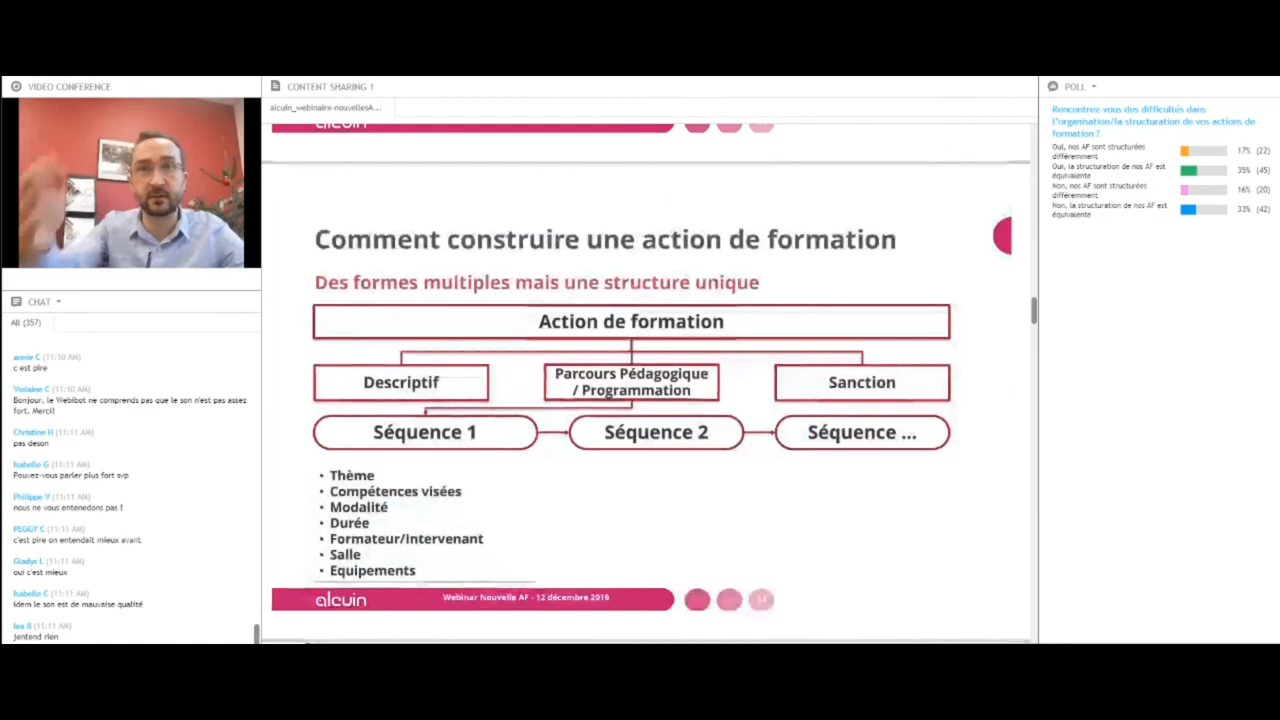 VIDEO CONFERENCE
CHAT
All (357)
annie C (11:10 AM)
c est pire
Violaine C (11:10 AM)
Bonjour, le Webibot ne comprends pas que le son n'est pas assez
fort, Merci!
Christine H (11:11 AM)
pas deson
Isabelle G (11:11 AM)
Pouvez-vous parler plus fort svp
Philippe V (11:11 AM)
nous ne vous entenedons pas !
PEGGY C (11:11 AM)
c'est pire on entendait mieux avant
Gladys L (11:11 AM)
oui c'est mieux
Isabelle C (11:11 AM)
idem le son est de mauvaise qualité
lea B (11:11 AM)
jentend rien
CONTENT SHARING 1
alcuin_webinaire-nouvellesA...
alcuin
Comment construire une action de formation
Des formes multiples mais une structure unique
Action de formation
Descriptif
Parcours Pédagogique
/ Programmation
Sanction
Séquence 1
Séquence 2
Séquence ...
• Thème
• Compétences visées
• Modalité
• Durée
• Formateur/Intervenant
• Salle
• Equipements
alcuin
Webinar Nouvelle AF - 12 décembre 2016
14
POLL
Rencontrez-vous des difficultés dans
l'organisation/la structuration de vos actions de
formation ?
Oui, nos AF sont structurées
différemment
17% (22)
Oui, la structuration de nos AF est
équivalente
35% (45)
Non, nos AF sont structurées
différemment
16% (20)
Non, la structuration de nos AF est
équivalente
33% (42)